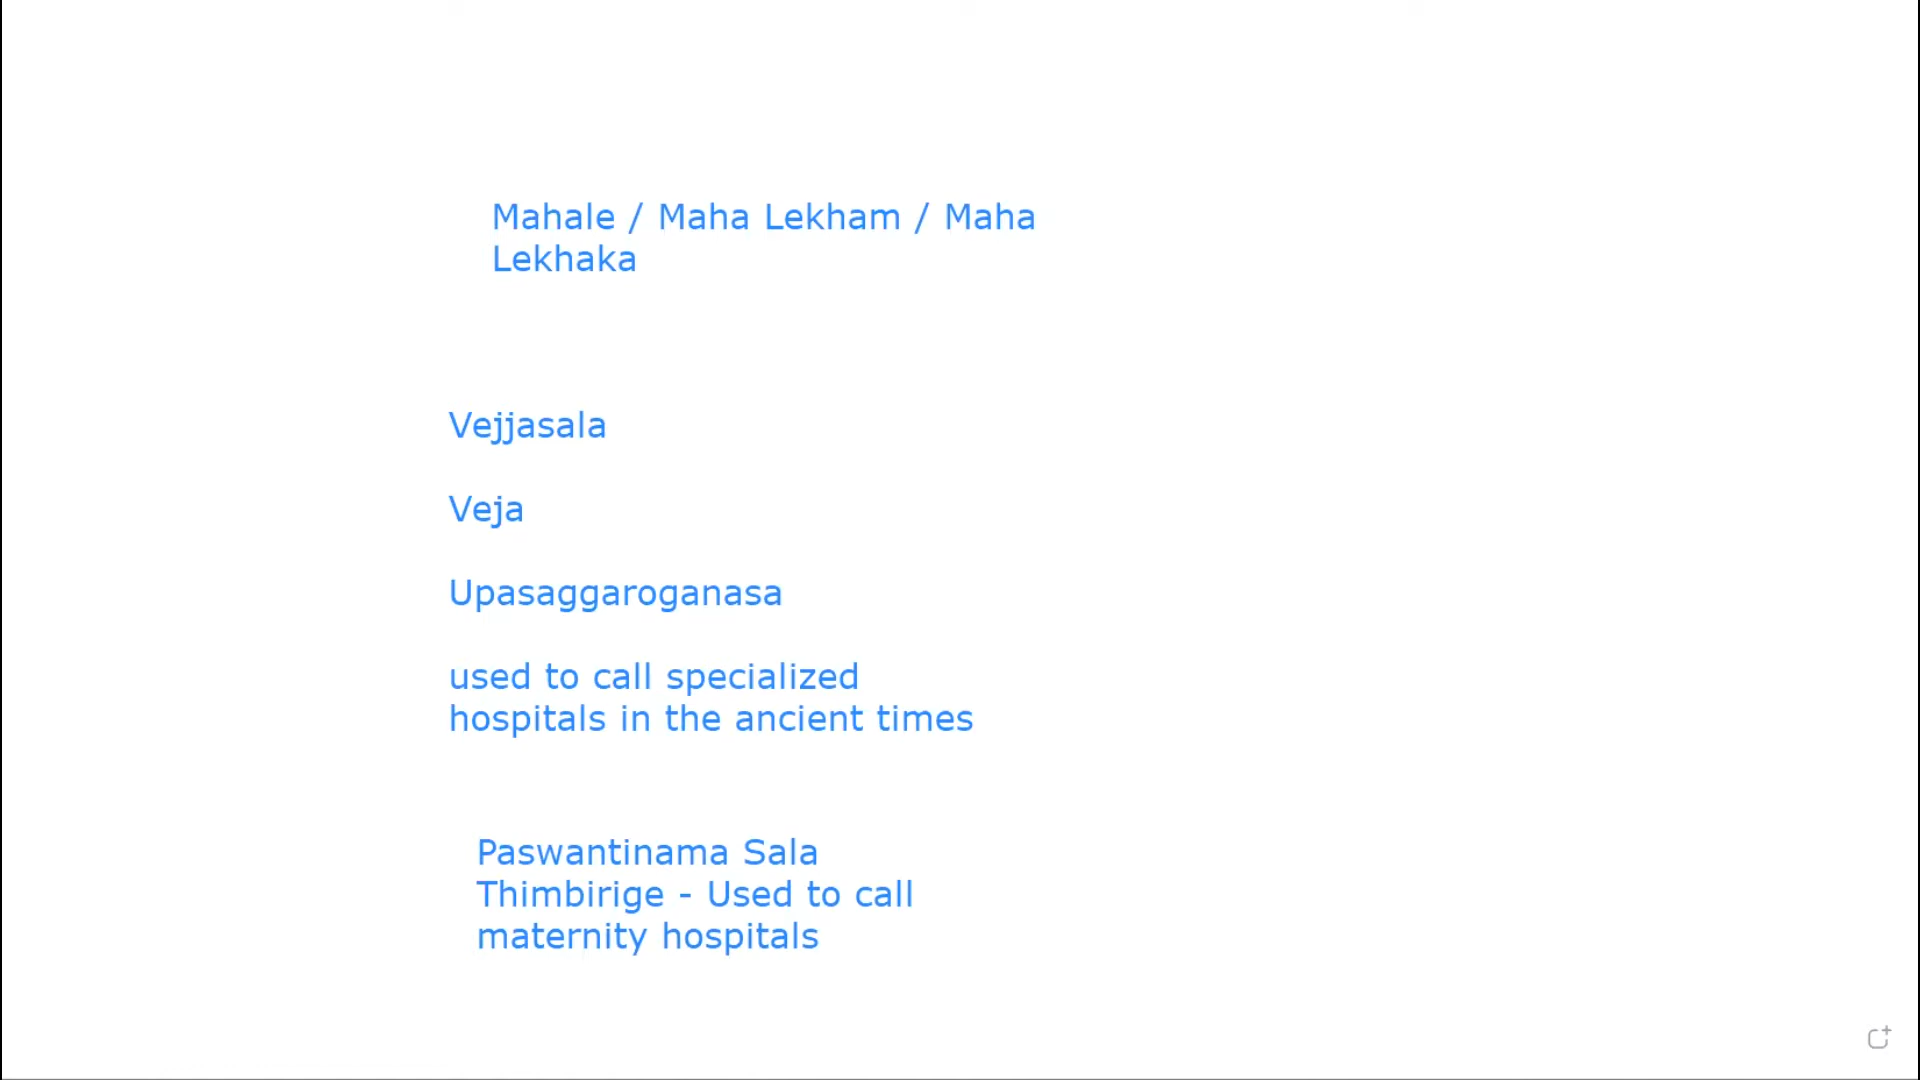 Mahale / Maha Lekham / Maha
Lekhaka
Vejjasala
Veja
Upasaggaroganasa
used to call specialized
hospitals in the ancient times
Paswantinama Sala
Thimbirige - Used to call
maternity hospitals